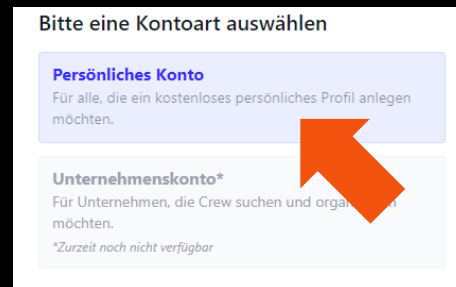 Bitte eine Kontoart auswählen
Persönliches Konto
Für alle, die ein kostenloses persönliches Profil anlegen
möchten.
Unternehmenskonto*
Für Unternehmen, die Crew suchen und
möchten.
*Zurzeit noch nicht verfügbar